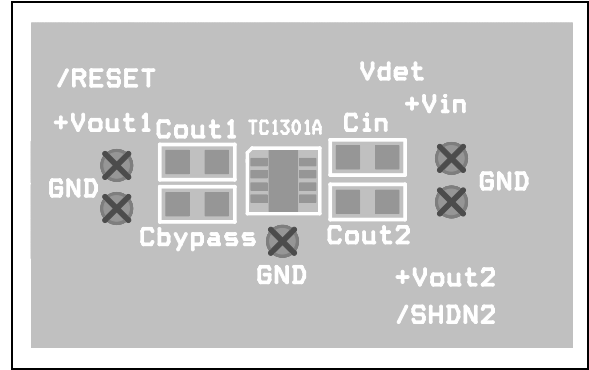 /RESET
Vdet
+Vin
+Vout1
Cout1
TC1301A
Cin
GND
GND
Cbypass
Cout2
GND
+Vout2
/SHDN2